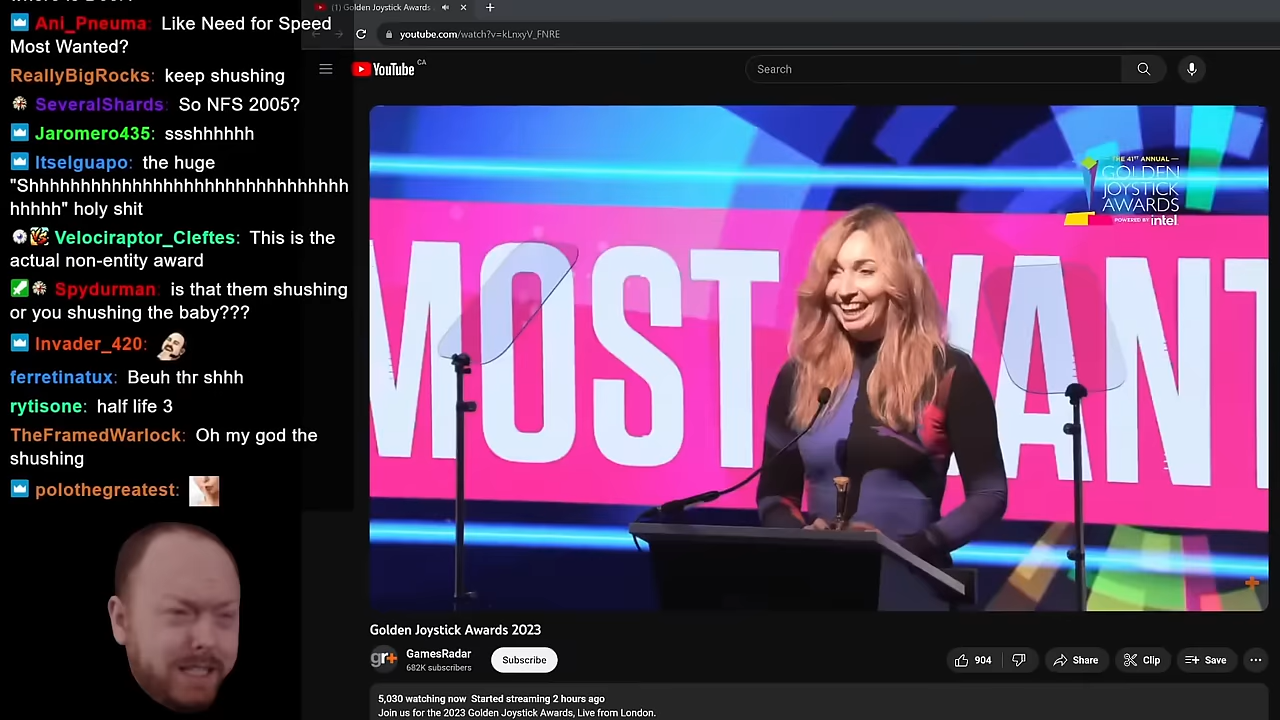 Ani_Pneuma: Like Need for Speed
Most Wanted?
ReallyBigRocks: keep shushing
SeveralShards: So NFS 2005?
Jaromero435: ssshhhhhh
ItseIguapo: the huge
"Shhhhhhhhhhhhhhhhhhhhhhhhhhhhhh
hhhhh" holy shit
Velociraptor_Cleftes: This is the
actual non-entity award
Spydurman: is that them shushing
or you shushing the baby???
Invader_420:
ferretinatux: Beuh thr shhh
rytisone: half life 3
TheFramedWarlock: Oh my god the
shushing
polothegreatest:
(1) Golden Joystick Awards
youtube.com/watch?v=kLnxyV_FNRE
YouTube CA
Search
THE 41ST ANNUAL
GOLDEN
JOYSTICK
AWARDS
POWERED BY intel
MOST WANT
Golden Joystick Awards 2023
gr+
GamesRadar
682K subscribers
Subscribe
904
Share
Clip
Save
5,030 watching now Started streaming 2 hours ago
Join us for the 2023 Golden Joystick Awards, Live from London.